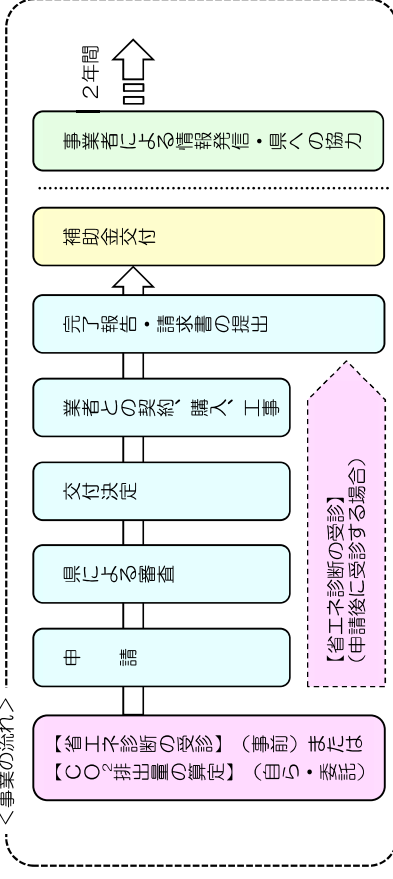 ＜事業の流れ＞
【省エネ診断の受診】（事前）または
【CO2排出量の算定】（自ら・委託）
申　　請
県による審査
交付決定
業者との契約、購入、工事
【省エネ診断の受診】
（申請後に受診する場合）
完了報告・請求書の提出
補助金交付
事業者による情報発信・県への協力
2年間